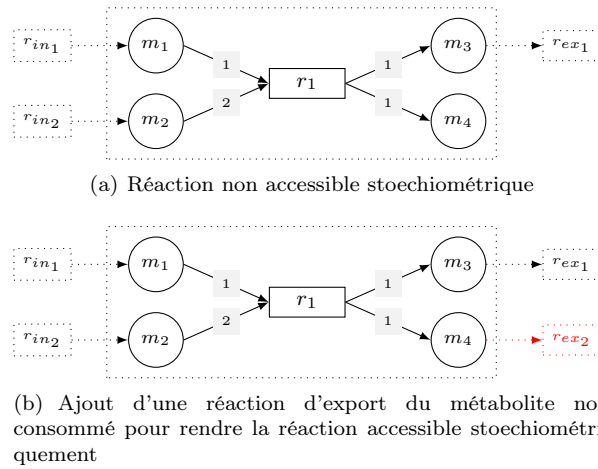 r_in1 m1 1 m3 r_ex1
r1
r_in2 m2 2 1 1 m4
(a) Réaction non accessible stoechiométrique
r_in1 m1 1 m3 r_ex1
r1
r_in2 m2 2 1 1 m4 r_ex2
(b) Ajout d'une réaction d'export du métabolite no
consommé pour rendre la réaction accessible stoechiométri
quement